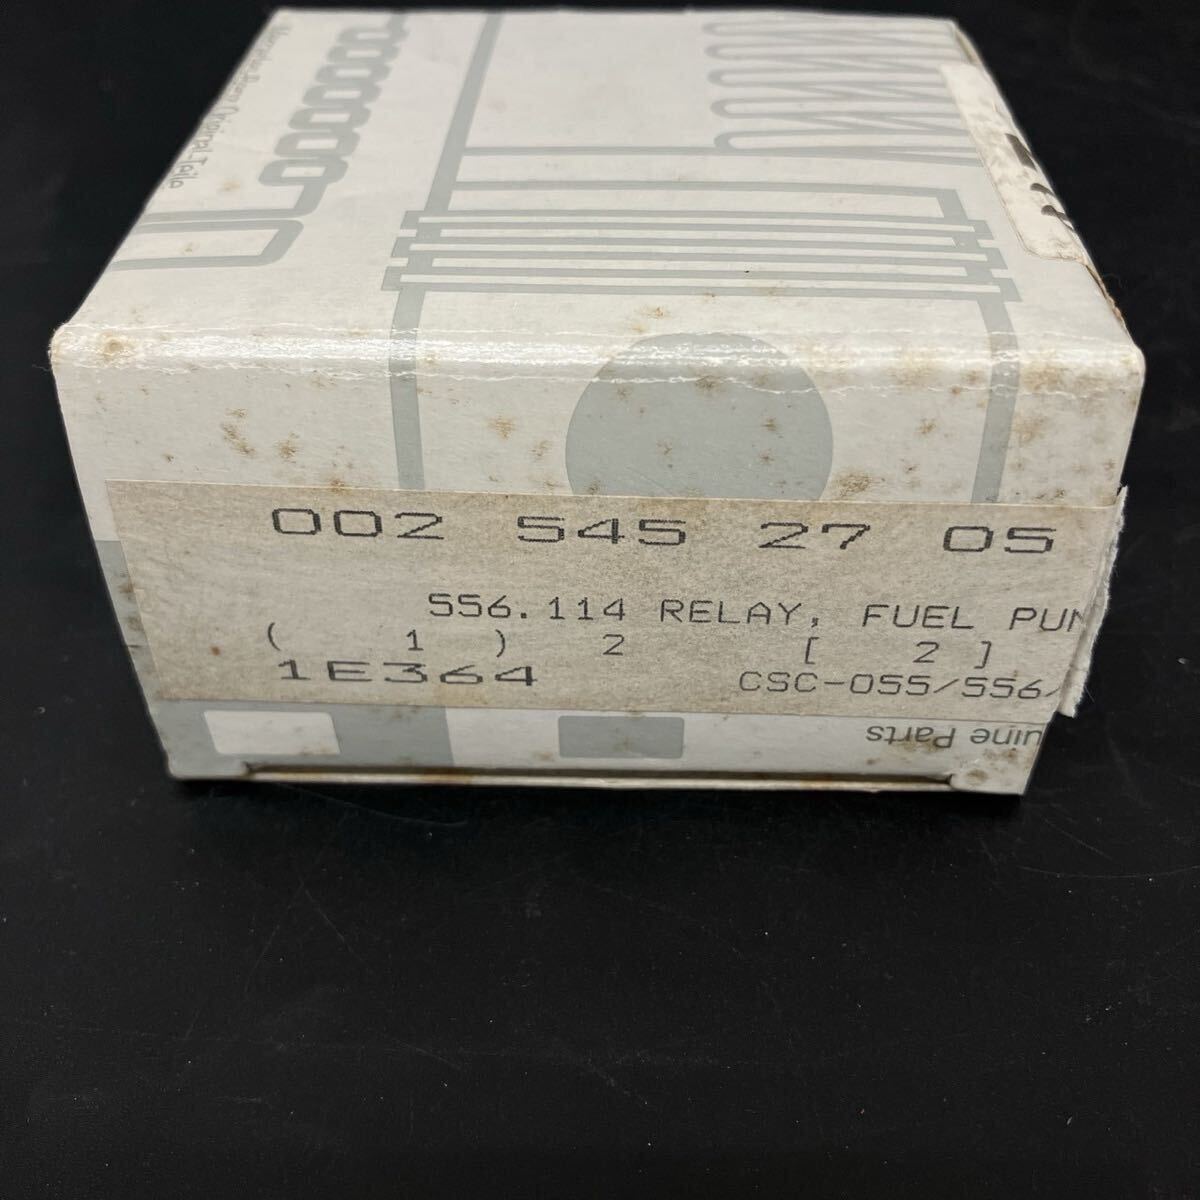 Mercedes-Benz Original-Teile
002 545 27 05
556.114 RELAY, FUEL PUM
( 1 ) 2 [ 2 ]
1E364
CSC-055/556/
uine Parts